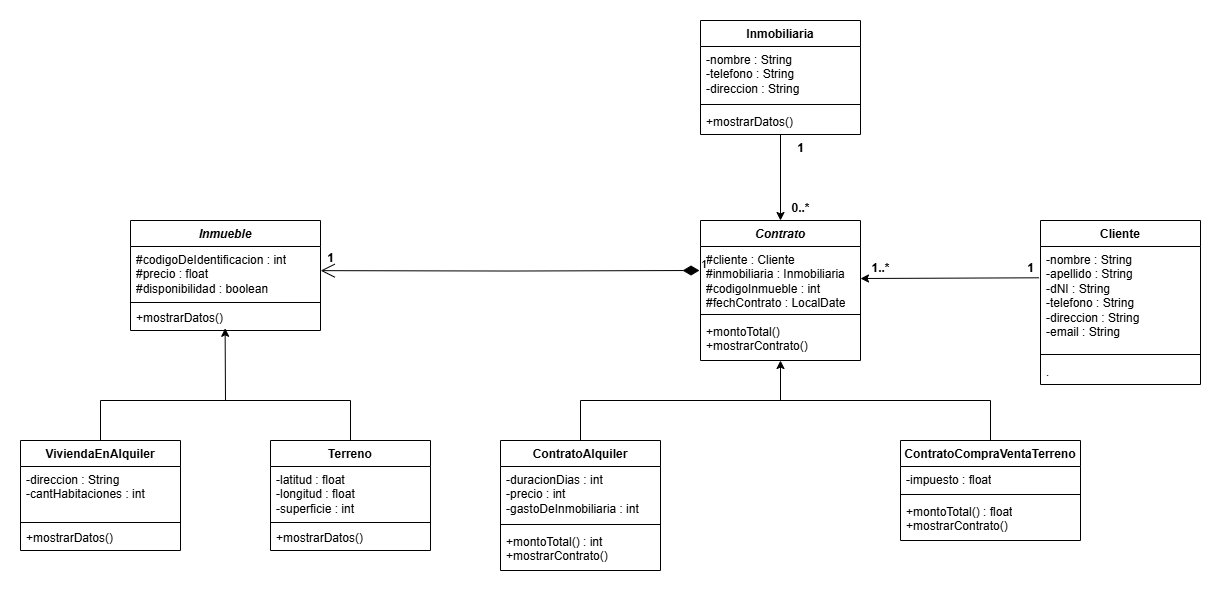 Inmobiliaria
-nombre : String
-telefono : String
-direccion : String
+mostrarDatos()
1
0..*
Inmueble
#codigoDeIdentificacion : int
#precio : float
#disponibilidad : boolean
+mostrarDatos()
1
1
Contrato
#cliente : Cliente
#inmobiliaria : Inmobiliaria
#codigoInmueble : int
#fechContrato : LocalDate
+montoTotal()
+mostrarContrato()
1..*
1
Cliente
-nombre : String
-apellido : String
-dNI : String
-telefono : String
-direccion : String
-email : String
.
ViviendaEnAlquiler
-direccion : String
-cantHabitaciones : int
+mostrarDatos()
Terreno
-latitud : float
-longitud : float
-superficie : int
+mostrarDatos()
ContratoAlquiler
-duracionDias : int
-precio : int
-gastoDeInmobiliaria : int
+montoTotal() : int
+mostrarContrato()
ContratoCompraVentaTerreno
-impuesto : float
+montoTotal() : float
+mostrarContrato()